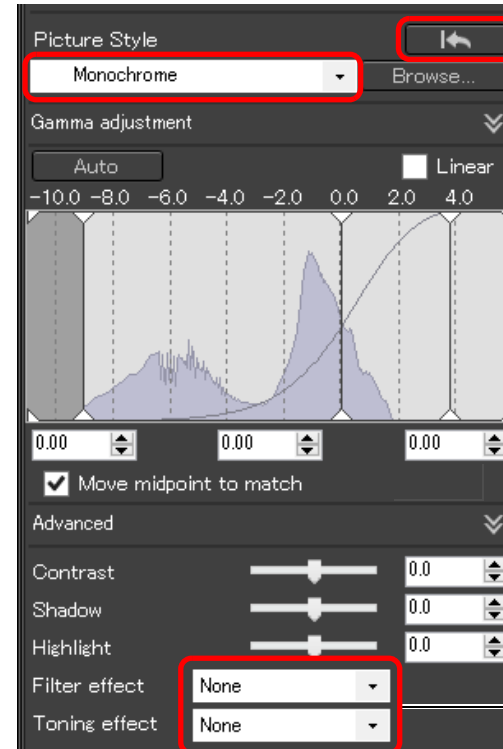 Picture Style
Monochrome
Browse...
Gamma adjustment
Auto
Linear
-10.0 -8.0 -6.0 -4.0 -2.0 0.0 2.0 4.0
0.00 0.00 0.00
Move midpoint to match
Advanced
Contrast 0.0
Shadow 0.0
Highlight 0.0
Filter effect None
Toning effect None